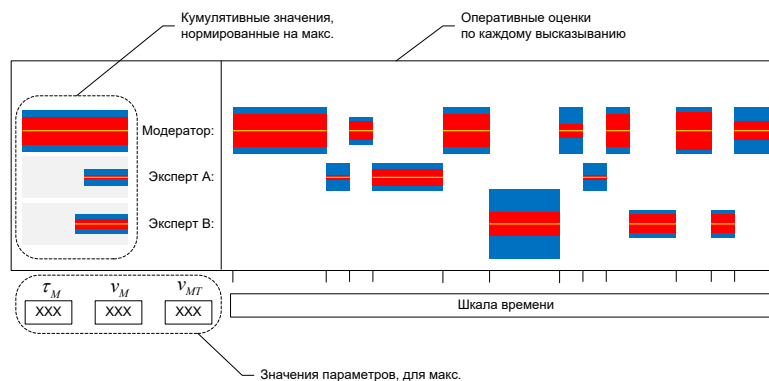 Кумулятивные значения,
нормированные на макс.
Оперативные оценки
по каждому высказыванию
Модератор:
Эксперт А:
Эксперт В:
τM
νM
νMT
XXX
XXX
XXX
Шкала времени
Значения параметров, для макс.